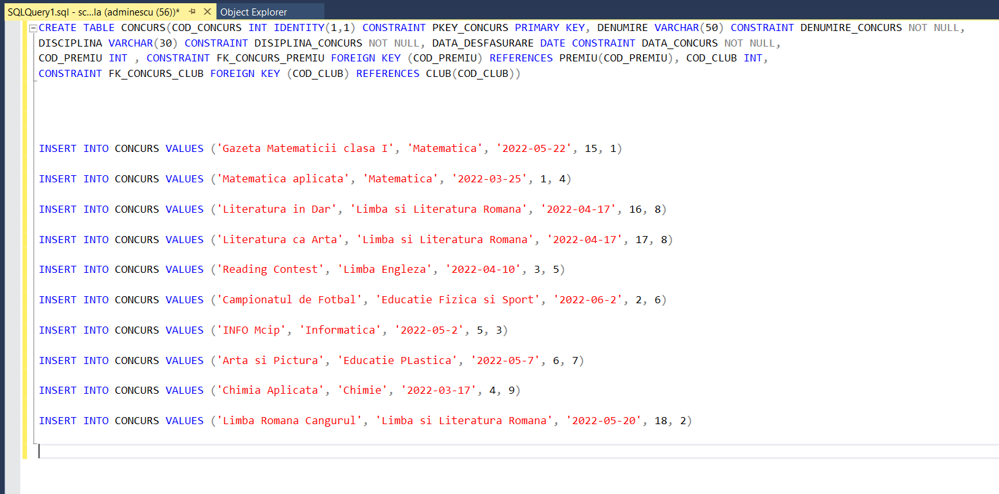 SQLQuery1.sql - sc...la (adminescu (56))* Object Explorer
CREATE TABLE CONCURS(COD_CONCURS INT IDENTITY(1,1) CONSTRAINT PKEY_CONCURS PRIMARY KEY, DENUMIRE VARCHAR(50) CONSTRAINT DENUMIRE_CONCURS NOT NULL,
DISCIPLINA VARCHAR(30) CONSTRAINT DISIPLINA_CONCURS NOT NULL, DATA_DESFASURARE DATE CONSTRAINT DATA_CONCURS NOT NULL,
COD_PREMIU INT , CONSTRAINT FK_CONCURS_PREMIU FOREIGN KEY (COD_PREMIU) REFERENCES PREMIU(COD_PREMIU), COD_CLUB INT,
CONSTRAINT FK_CONCURS_CLUB FOREIGN KEY (COD_CLUB) REFERENCES CLUB(COD_CLUB))
INSERT INTO CONCURS VALUES ('Gazeta Matematicii clasa I', 'Matematica', '2022-05-22', 15, 1)
INSERT INTO CONCURS VALUES ('Matematica aplicata', 'Matematica', '2022-03-25', 1, 4)
INSERT INTO CONCURS VALUES ('Literatura in Dar', 'Limba si Literatura Romana', '2022-04-17', 16, 8)
INSERT INTO CONCURS VALUES ('Literatura ca Arta', 'Limba si Literatura Romana', '2022-04-17', 17, 8)
INSERT INTO CONCURS VALUES ('Reading Contest', 'Limba Engleza', '2022-04-10', 3, 5)
INSERT INTO CONCURS VALUES ('Campionatul de Fotbal', 'Educatie Fizica si Sport', '2022-06-2', 2, 6)
INSERT INTO CONCURS VALUES ('INFO Mcip', 'Informatica', '2022-05-2', 5, 3)
INSERT INTO CONCURS VALUES ('Arta si Pictura', 'Educatie PLastica', '2022-05-7', 6, 7)
INSERT INTO CONCURS VALUES ('Chimia Aplicata', 'Chimie', '2022-03-17', 4, 9)
INSERT INTO CONCURS VALUES ('Limba Romana Cangurul', 'Limba si Literatura Romana', '2022-05-20', 18, 2)